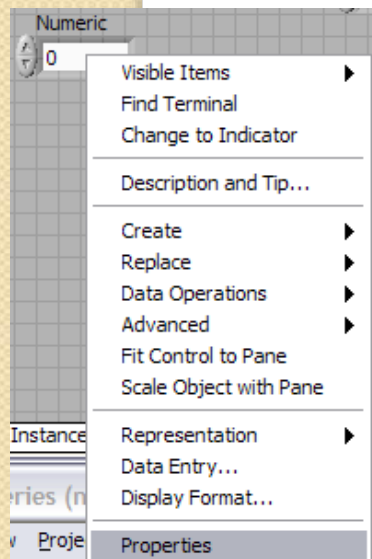 Numeric
0
Visible Items
Find Terminal
Change to Indicator
Description and Tip...
Create
Replace
Data Operations
Advanced
Fit Control to Pane
Scale Object with Pane
Instance
Representation
Data Entry...
ries (n
Display Format...
Proje
Properties